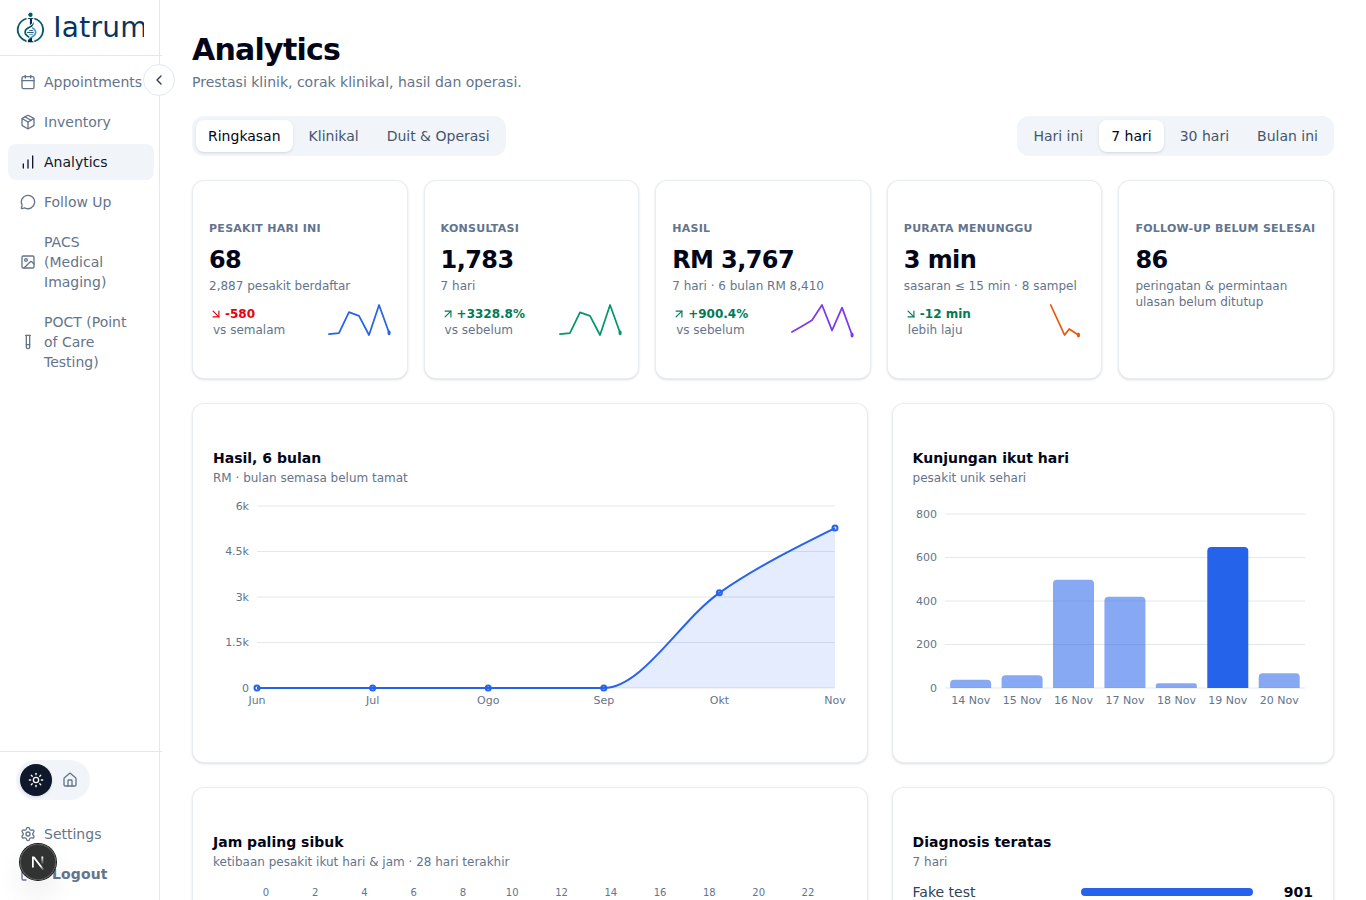 Iatrum
Appointments
Inventory
Analytics
Follow Up
PACS
(Medical
Imaging)
POCT (Point
of Care
Testing)
Settings
Logout
N
Analytics
Prestasi klinik, corak klinikal, hasil dan operasi.
Ringkasan Klinikal Duit & Operasi
Hari ini 7 hari 30 hari Bulan ini
PESAKIT HARI INI
68
2,887 pesakit berdaftar
-580
vs semalam
KONSULTASI
1,783
7 hari
+3328.8%
vs sebelum
HASIL
RM 3,767
7 hari · 6 bulan RM 8,410
+900.4%
vs sebelum
PURATA MENUNGGU
3 min
sasaran ≤ 15 min · 8 sampel
-12 min
lebih laju
FOLLOW-UP BELUM SELESAI
86
peringatan & permintaan
ulasan belum ditutup
Hasil, 6 bulan
RM · bulan semasa belum tamat
6k
4.5k
3k
1.5k
0
Jun Jul Ogo Sep Okt Nov
Kunjungan ikut hari
pesakit unik sehari
800
600
400
200
0
14 Nov 15 Nov 16 Nov 17 Nov 18 Nov 19 Nov 20 Nov
Jam paling sibuk
ketibaan pesakit ikut hari & jam · 28 hari terakhir
0 2 4 6 8 10 12 14 16 18 20 22
Diagnosis teratas
7 hari
Fake test 901